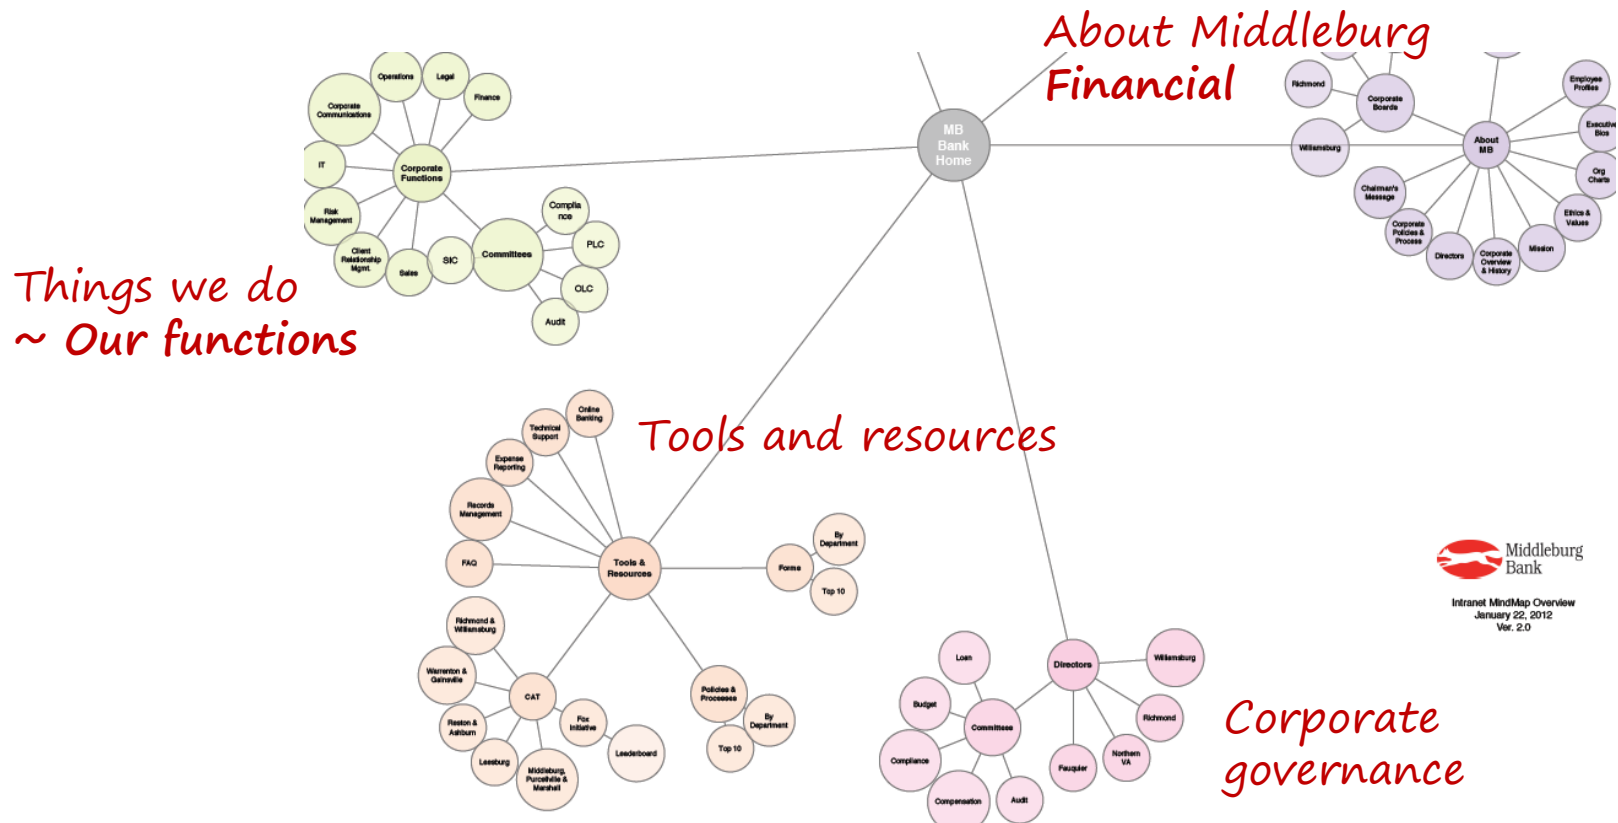 About Middleburg
Financial
MB
Bank
Home
Operations
Legal
Finance
Corporate
Communications
IT
Risk
Management
Client
Relationship
Mgmt.
Sales
SIC
Corporate
Functions
Committees
Complia
nce
PLC
OLC
Audit
Things we do
~ Our functions
Richmond
Corporate
Boards
Williamsburg
About
MB
Employee
Profiles
Executive
Bios
Org
Charts
Ethics &
Values
Mission
Corporate
Overview
& History
Directors
Corporate
Policies &
Process
Chairman's
Message
Tools and resources
Online
Banking
Technical
Support
Expense
Reporting
Records
Management
FAQ
Tools &
Resources
Forms
By
Department
Top 10
Richmond &
Williamsburg
Warrenton &
Gainsville
Reston &
Ashburn
Leesburg
Middleburg,
Purcellville &
Marshall
CAT
Fox
Initiative
Leaderboard
Policies &
Processes
By
Department
Top 10
Loan
Budget
Compliance
Compensation
Audit
Committees
Directors
Williamsburg
Richmond
Northern
VA
Fauquier
Corporate
governance
Middleburg
Bank
Intranet MindMap Overview
January 22, 2012
Ver. 2.0